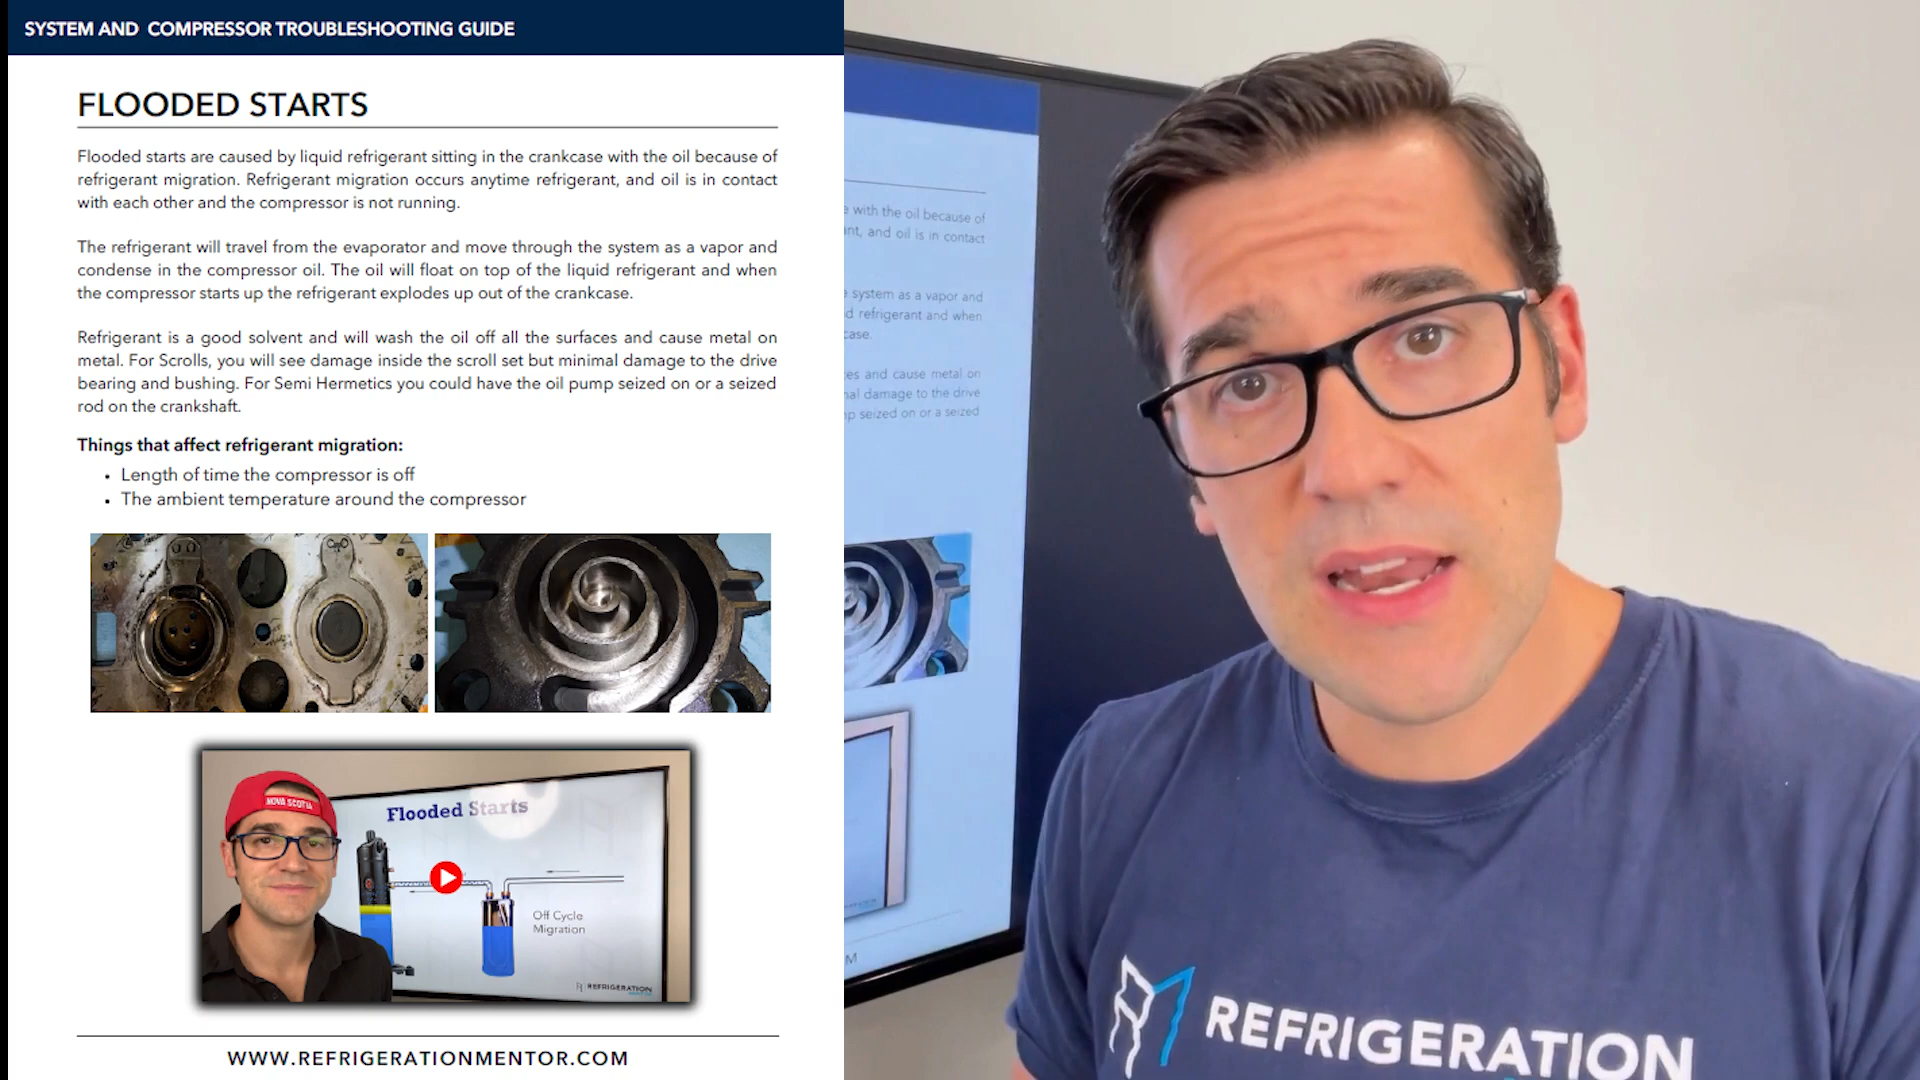 SYSTEM AND COMPRESSOR TROUBLESHOOTING GUIDE
FLOODED STARTS
Flooded starts are caused by liquid refrigerant sitting in the crankcase with the oil because of
refrigerant migration. Refrigerant migration occurs anytime refrigerant, and oil is in contact
with each other and the compressor is not running.
The refrigerant will travel from the evaporator and move through the system as a vapor and
condense in the compressor oil. The oil will float on top of the liquid refrigerant and when
the compressor starts up the refrigerant explodes up out of the crankcase.
Refrigerant is a good solvent and will wash the oil off all the surfaces and cause metal on
metal. For Scrolls, you will see damage inside the scroll set but minimal damage to the drive
bearing and bushing. For Semi Hermetics you could have the oil pump seized on or a seized
rod on the crankshaft.
Things that affect refrigerant migration:
• Length of time the compressor is off
• The ambient temperature around the compressor
NOVA SCOTIA
Flooded Starts
Off Cycle
Migration
REFRIGERATION
WWW.REFRIGERATIONMENTOR.COM
with the oil because of
and oil is in contact
system as a vapor and
refrigerant and when
case.
and cause metal on
damage to the drive
seized on or a seized
M
REFRIGERATION